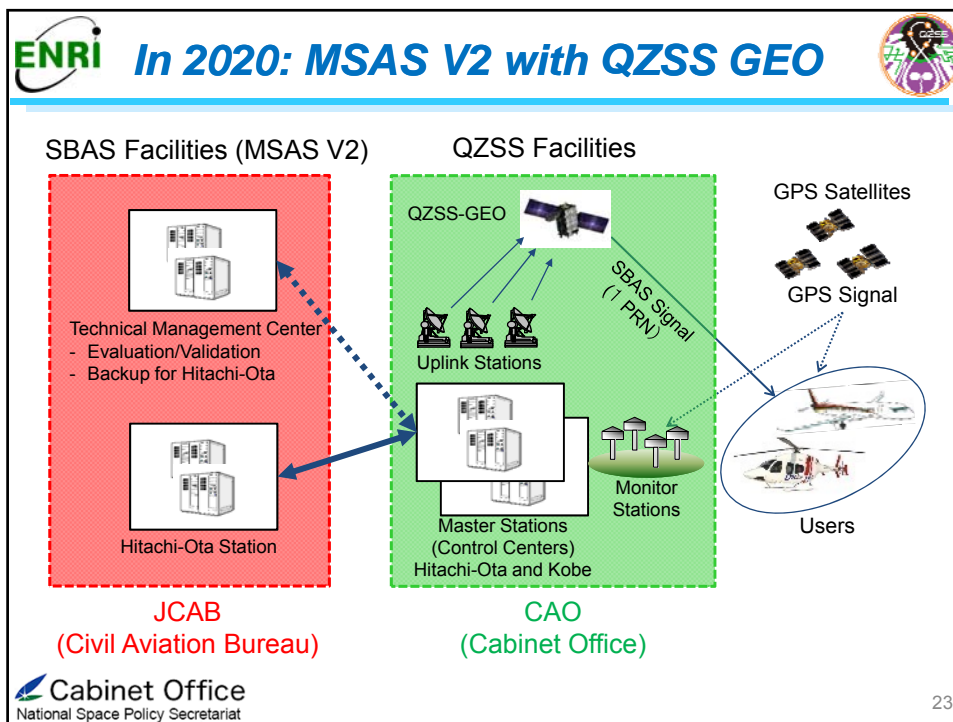 ENRI
In 2020: MSAS V2 with QZSS GEO
QZSS
SBAS Facilities (MSAS V2)
QZSS Facilities
QZSS-GEO
GPS Satellites
GPS Signal
SBAS Signal
(1 PRN)
Technical Management Center
- Evaluation/Validation
- Backup for Hitachi-Ota
Uplink Stations
Hitachi-Ota Station
Master Stations
(Control Centers)
Hitachi-Ota and Kobe
Monitor
Stations
Users
JCAB
(Civil Aviation Bureau)
CAO
(Cabinet Office)
Cabinet Office
National Space Policy Secretariat
23